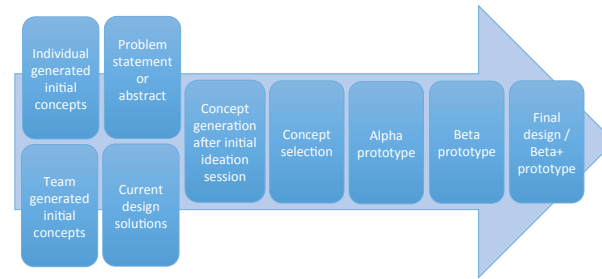 Individual
generated
initial
concepts
Problem
statement
or
abstract
Team
generated
initial
concepts
Current
design
solutions
Concept
generation
after initial
ideation
session
Concept
selection
Alpha
prototype
Beta
prototype
Final
design /
Beta+
prototype